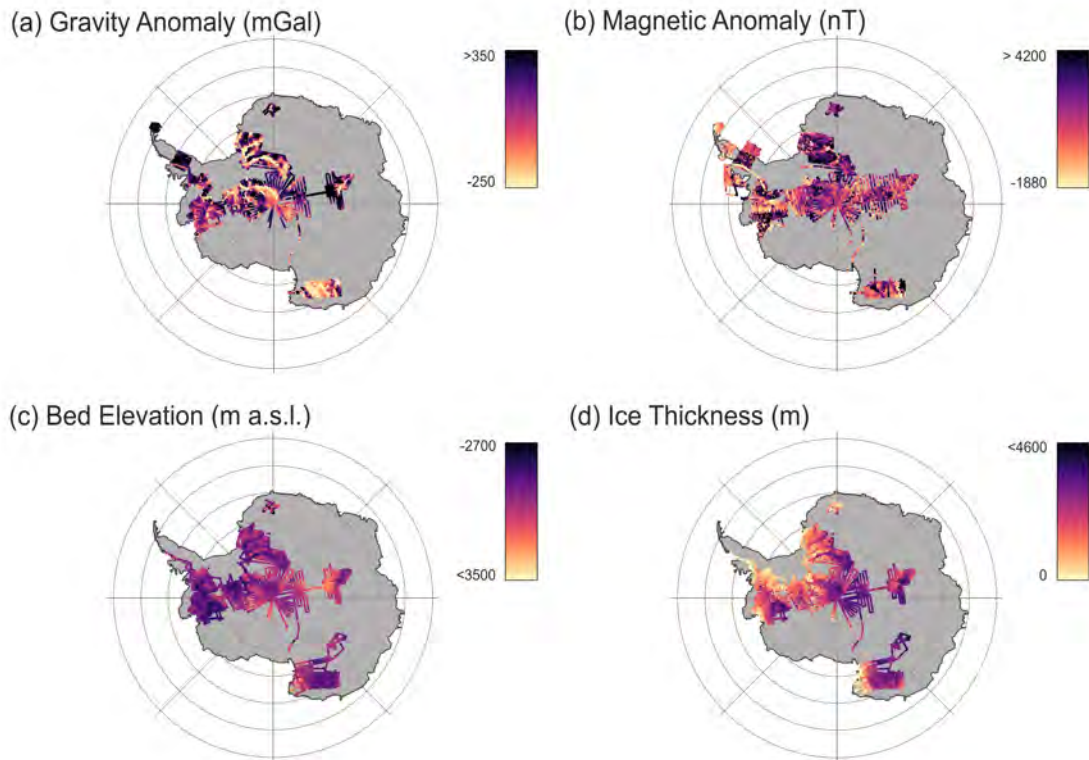 (a) Gravity Anomaly (mGal)
>350
-250
(b) Magnetic Anomaly (nT)
> 4200
-1880
(c) Bed Elevation (m a.s.l.)
-2700
<3500
(d) Ice Thickness (m)
<4600
0